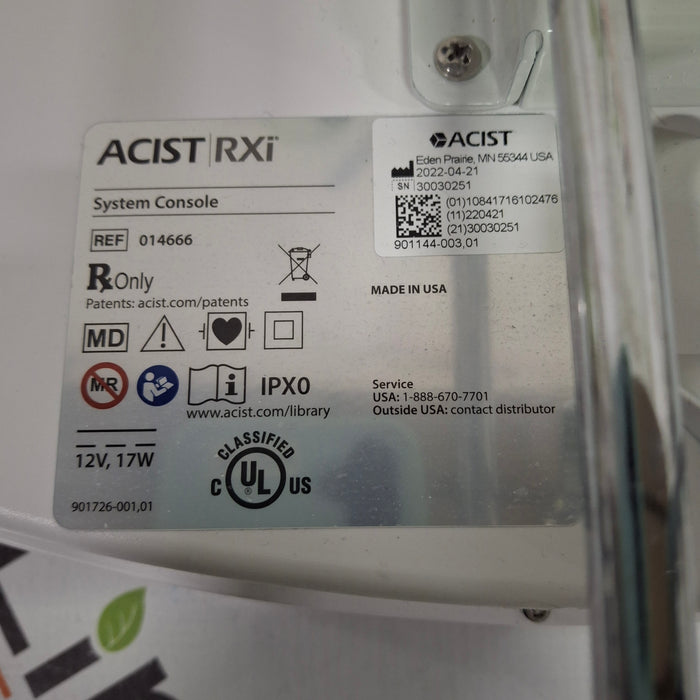 ACIST|RXi™
System Console
REF 014666
Rx Only
Patents: acist.com/patents
MD
MR
i
IPX0
www.acist.com/library
12V, 17W
CLASSIFIED
C UL US
®
901726-001,01
ACIST
Eden Prairie, MN 55344 USA
2022-04-21
SN 30030251
(01)10841716102476
(11)220421
(21)30030251
901144-003,01
MADE IN USA
Service
USA: 1-888-670-7701
Outside USA: contact distributor